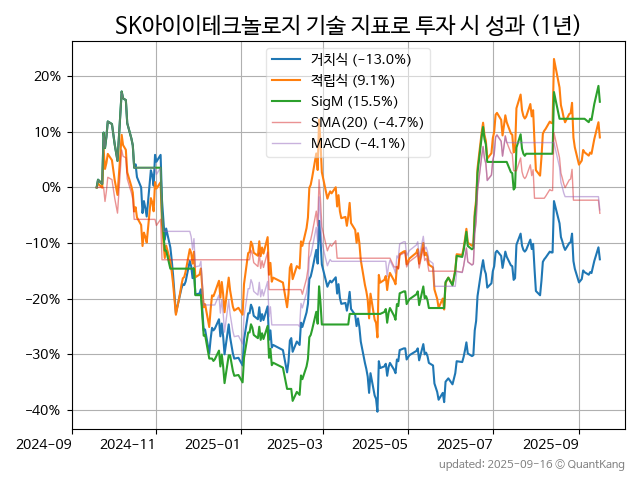 SK아이이테크놀로지 기술 지표로 투자 시 성과 (1년)
거치식 (−13.0%)
적립식 (9.1%)
SigM (15.5%)
SMA(20) (−4.7%)
MACD (−4.1%)
20%
10%
0%
−10%
−20%
−30%
−40%
2024-09 2024-11 2025-01 2025-03 2025-05 2025-07 2025-09
updated: 2025-09-16 © QuantKang